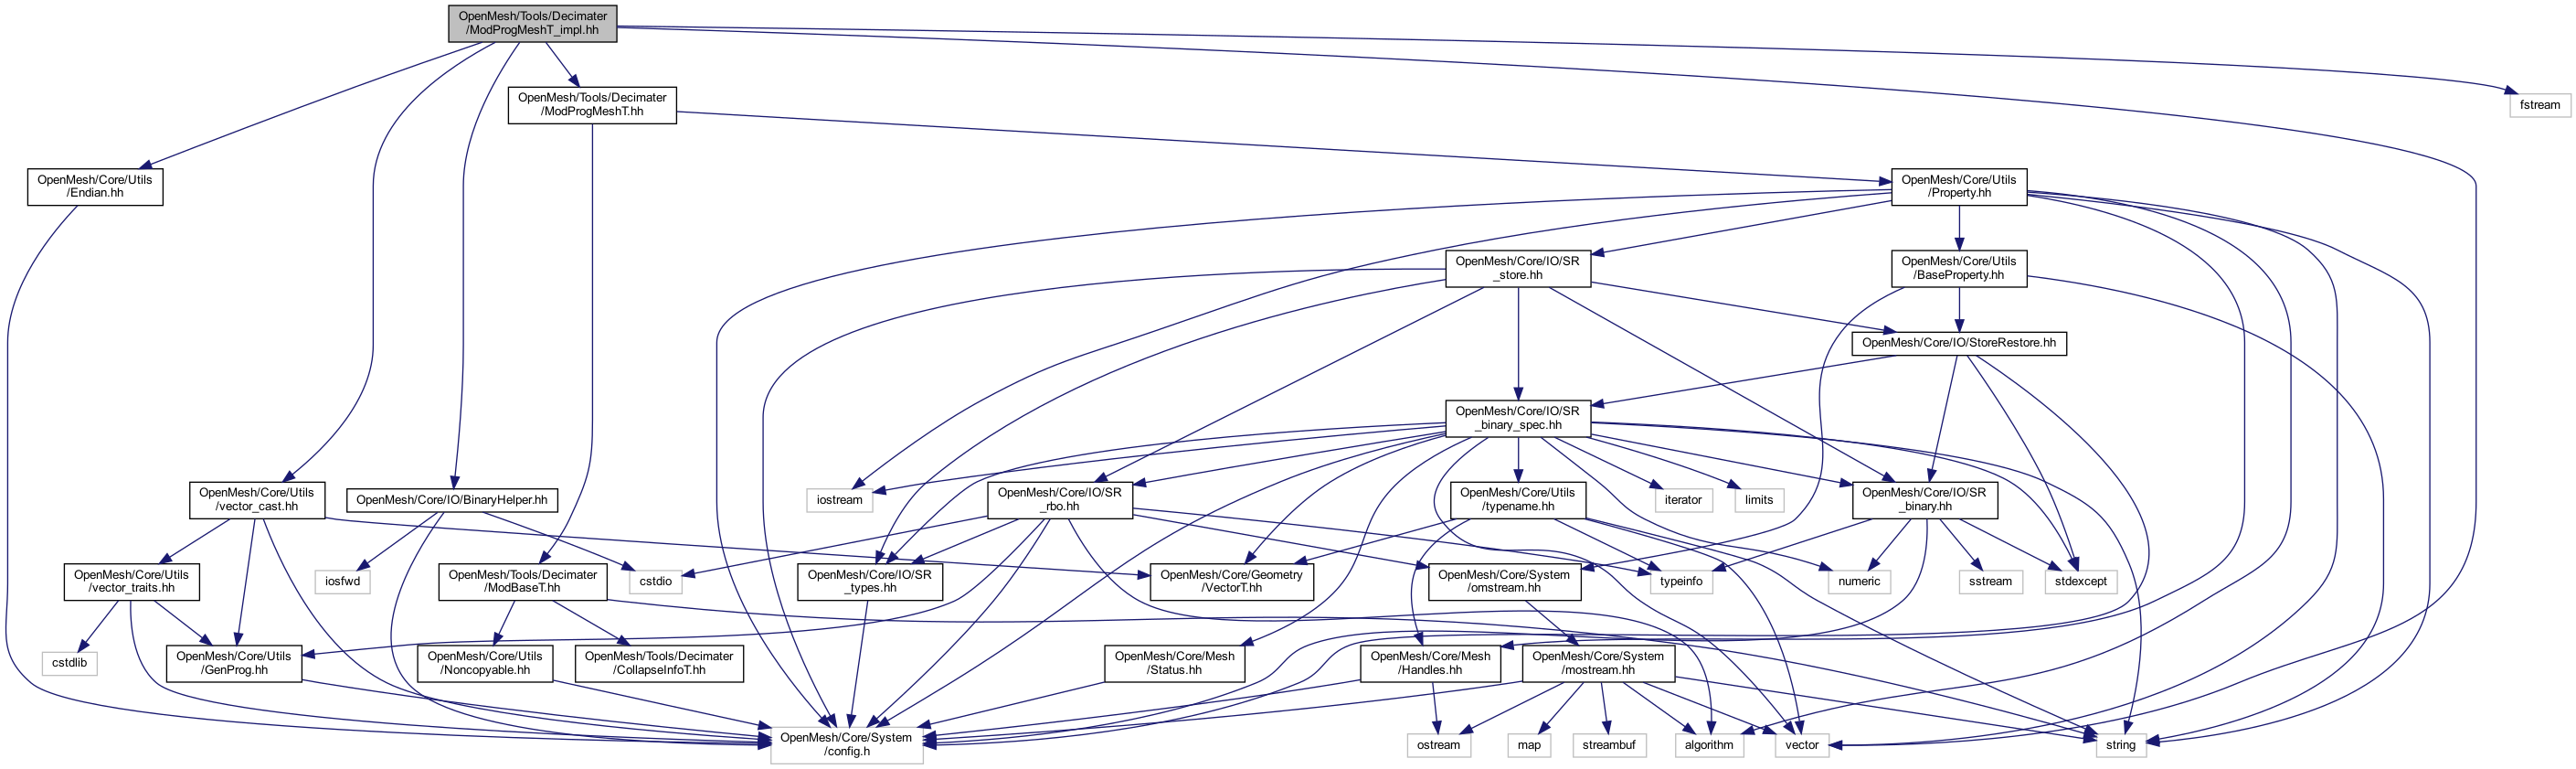 OpenMesh/Tools/Decimater
/ModProgMeshT_impl.hh
OpenMesh/Tools/Decimater
/ModProgMeshT.hh
fstream
OpenMesh/Core/Utils
/Endian.hh
OpenMesh/Core/Utils
/Property.hh
OpenMesh/Core/IO/SR
_store.hh
OpenMesh/Core/Utils
/BaseProperty.hh
OpenMesh/Core/IO/StoreRestore.hh
OpenMesh/Core/IO/SR
_binary_spec.hh
OpenMesh/Core/Utils
/vector_cast.hh
OpenMesh/Core/IO/BinaryHelper.hh
iostream
OpenMesh/Core/IO/SR
_rbo.hh
OpenMesh/Core/Utils
/typename.hh
iterator
limits
OpenMesh/Core/IO/SR
_binary.hh
OpenMesh/Core/Utils
/vector_traits.hh
iosfwd
OpenMesh/Tools/Decimater
/ModBaseT.hh
cstdio
OpenMesh/Core/IO/SR
_types.hh
OpenMesh/Core/Geometry
/VectorT.hh
OpenMesh/Core/System
/omstream.hh
typeinfo
numeric
sstream
stdexcept
cstdlib
OpenMesh/Core/Utils
/GenProg.hh
OpenMesh/Core/Utils
/Noncopyable.hh
OpenMesh/Tools/Decimater
/CollapseInfoT.hh
OpenMesh/Core/Mesh
/Status.hh
OpenMesh/Core/Mesh
/Handles.hh
OpenMesh/Core/System
/mostream.hh
OpenMesh/Core/System
/config.h
ostream
map
streambuf
algorithm
vector
string